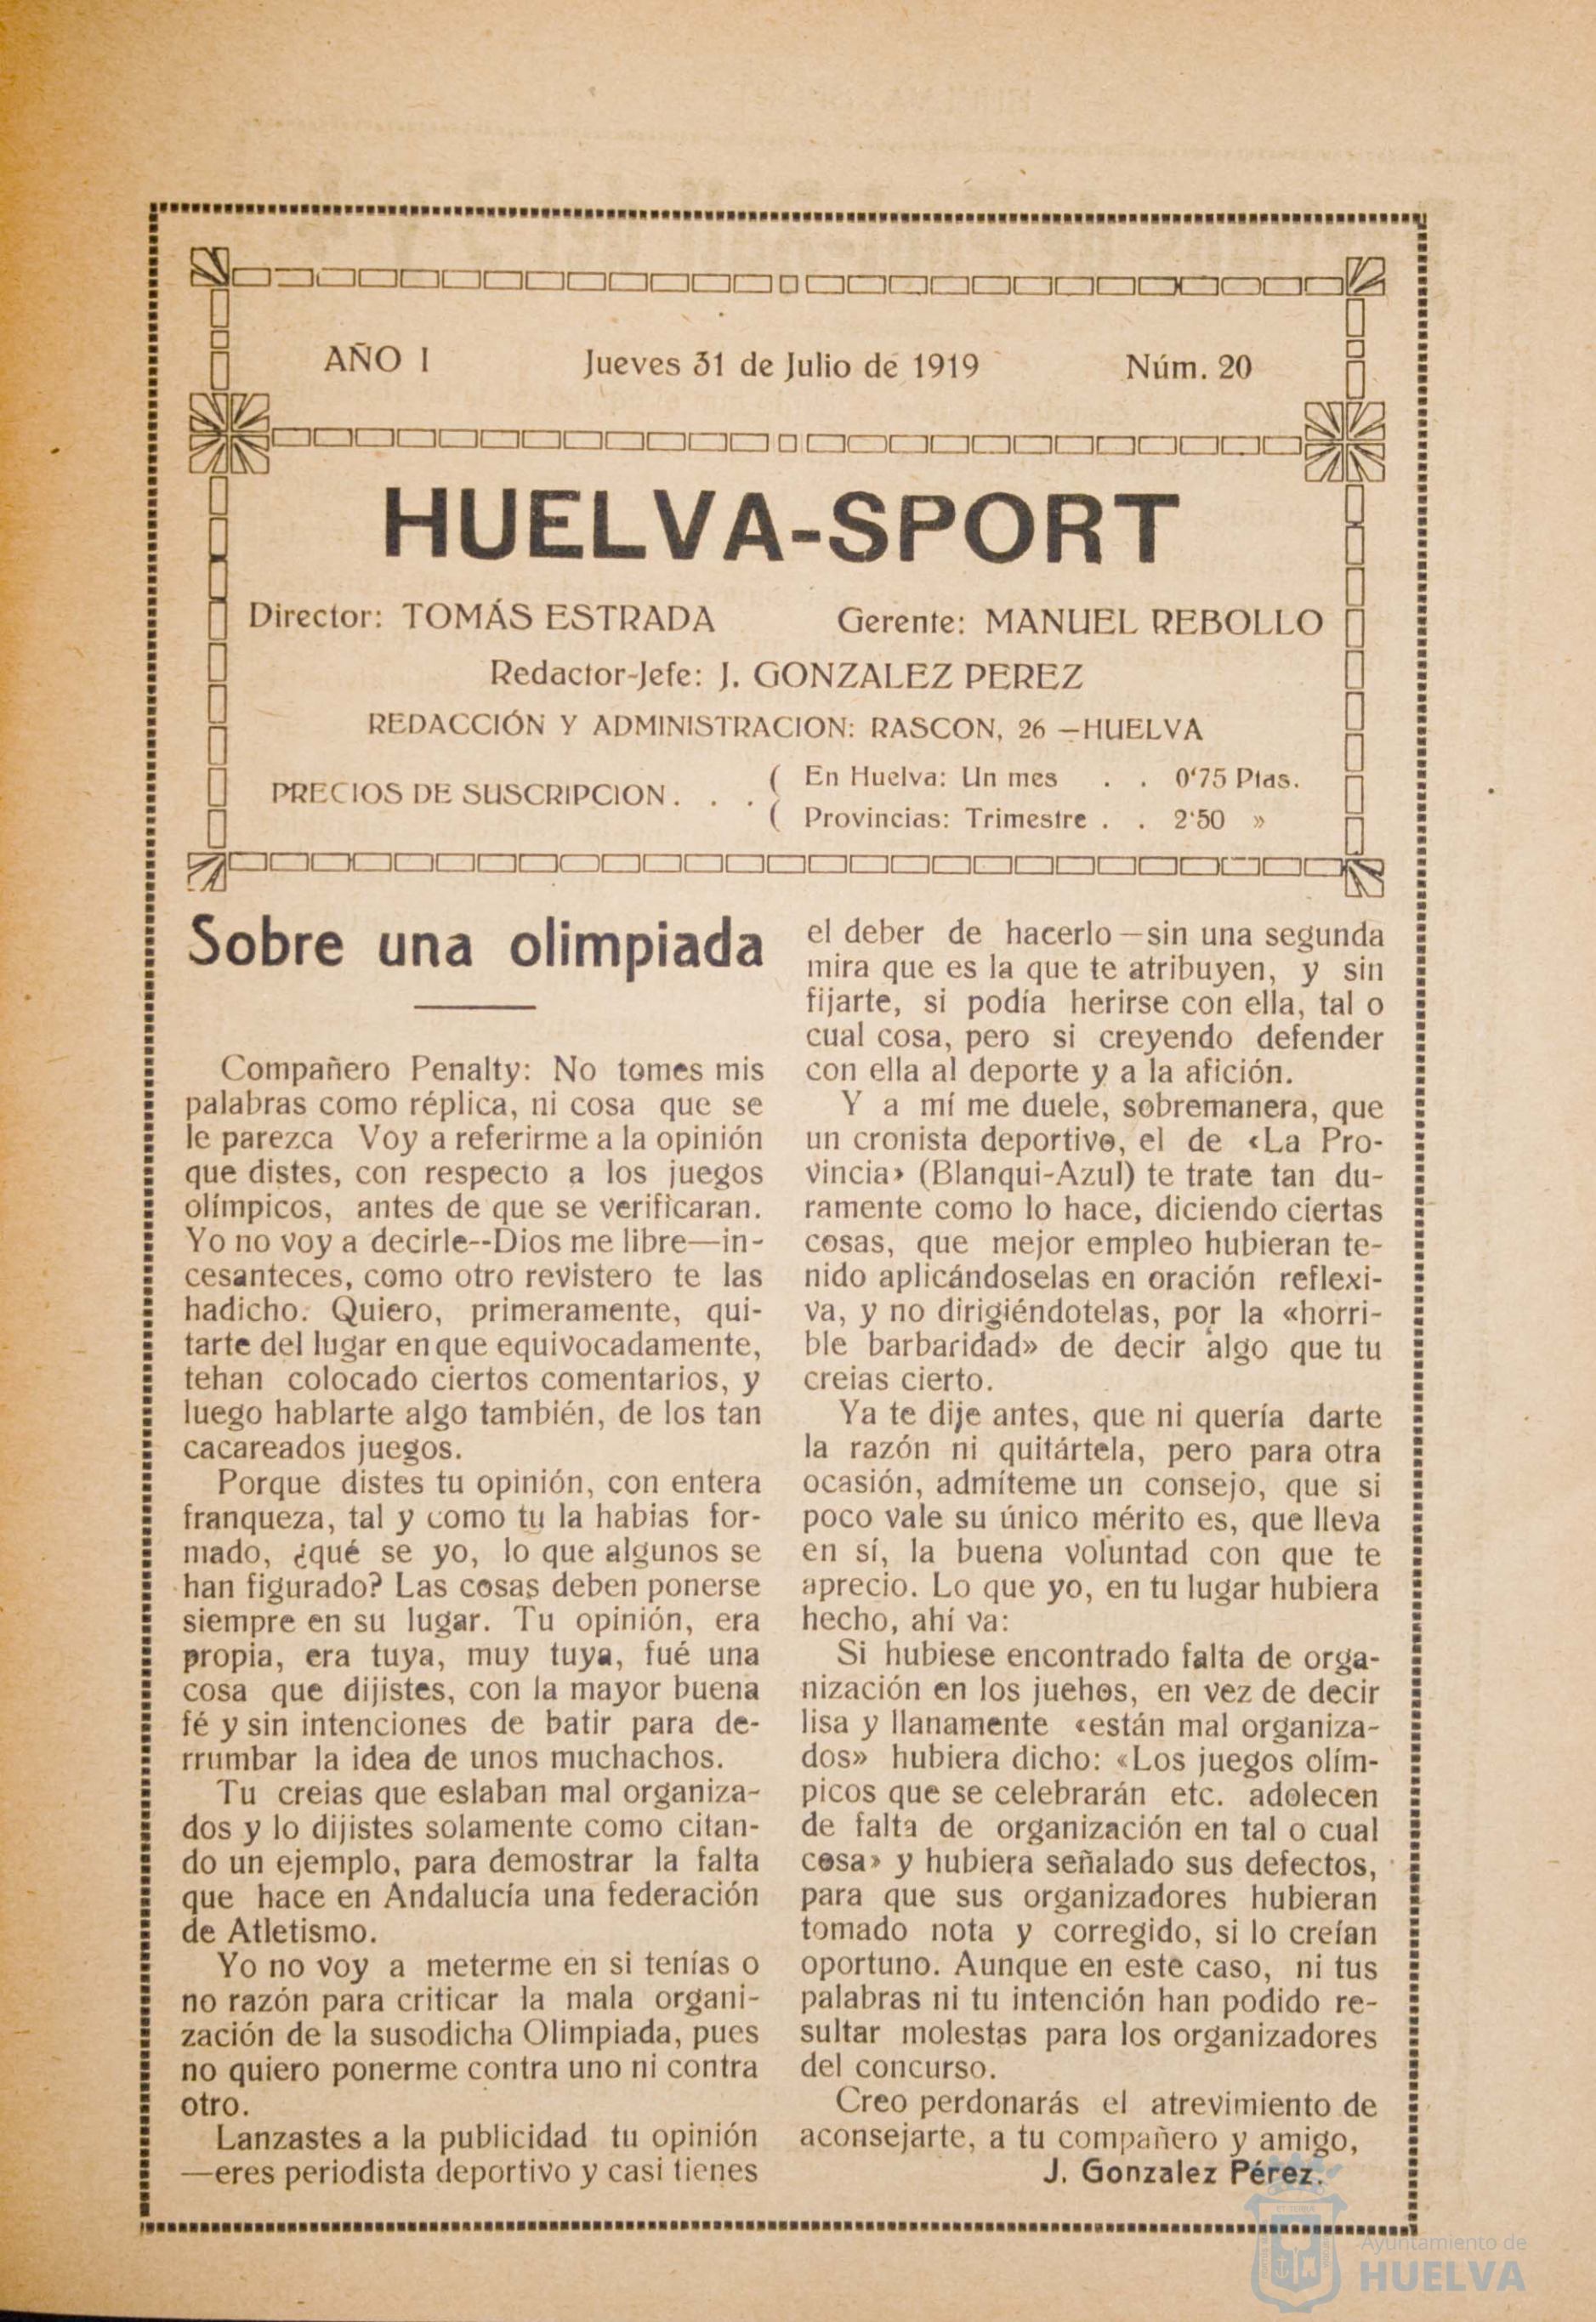 AÑO I Jueves 31 de Julio de 1919 Núm. 20
HUELVA-SPORT
Director: TOMÁS ESTRADA Gerente: MANUEL REBOLLO
Redactor-Jefe: J. GONZALEZ PEREZ
REDACCIÓN Y ADMINISTRACION: RASCON, 26 —HUELVA
PRECIOS DE SUSCRIPCION. . . ( En Huelva: Un mes . . 0'75 Ptas.
( Provincias: Trimestre . . 2'50 »
Sobre una olimpiada
Compañero Penalty: No tomes mis
palabras como réplica, ni cosa que se
le parezca Voy a referirme a la opinión
que distes, con respecto a los juegos
olímpicos, antes de que se verificaran.
Yo no voy a decirle--Dios me libre—in-
cesanteces, como otro revistero te las
hadicho. Quiero, primeramente, qui-
tarte del lugar en que equivocadamente,
tehan colocado ciertos comentarios, y
luego hablarte algo también, de los tan
cacareados juegos.
Porque distes tu opinión, con entera
franqueza, tal y como tu la habias for-
mado, ¿qué se yo, lo que algunos se
han figurado? Las cosas deben ponerse
siempre en su lugar. Tu opinión, era
propia, era tuya, muy tuya, fué una
cosa que dijistes, con la mayor buena
fé y sin intenciones de batir para de-
rrumbar la idea de unos muchachos.
Tu creias que eslaban mal organiza-
dos y lo dijistes solamente como citan-
do un ejemplo, para demostrar la falta
que hace en Andalucía una federación
de Atletismo.
Yo no voy a meterme en si tenías o
no razón para criticar la mala organi-
zación de la susodicha Olimpiada, pues
no quiero ponerme contra uno ni contra
otro.
Lanzastes a la publicidad tu opinión
—eres periodista deportivo y casi tienes
el deber de hacerlo—sin una segunda
mira que es la que te atribuyen, y sin
fijarte, si podía herirse con ella, tal o
cual cosa, pero si creyendo defender
con ella al deporte y a la afición.
Y a mí me duele, sobremanera, que
un cronista deportivo, el de «La Pro-
vincia» (Blanqui-Azul) te trate tan du-
ramente como lo hace, diciendo ciertas
cosas, que mejor empleo hubieran te-
nido aplicándoselas en oración reflexi-
va, y no dirigiéndotelas, por la «horri-
ble barbaridad» de decir algo que tu
creias cierto.
Ya te dije antes, que ni quería darte
la razón ni quitártela, pero para otra
ocasión, admíteme un consejo, que si
poco vale su único mérito es, que lleva
en sí, la buena voluntad con que te
aprecio. Lo que yo, en tu lugar hubiera
hecho, ahí va:
Si hubiese encontrado falta de orga-
nización en los juehos, en vez de decir
lisa y llanamente «están mal organiza-
dos» hubiera dicho: «Los juegos olím-
picos que se celebrarán etc. adolecen
de falta de organización en tal o cual
cosa» y hubiera señalado sus defectos,
para que sus organizadores hubieran
tomado nota y corregido, si lo creían
oportuno. Aunque en este caso, ni tus
palabras ni tu intención han podido re-
sultar molestas para los organizadores
del concurso.
Creo perdonarás el atrevimiento de
aconsejarte, a tu compañero y amigo,
J. Gonzalez Pérez.
Ayuntamiento de
HUELVA